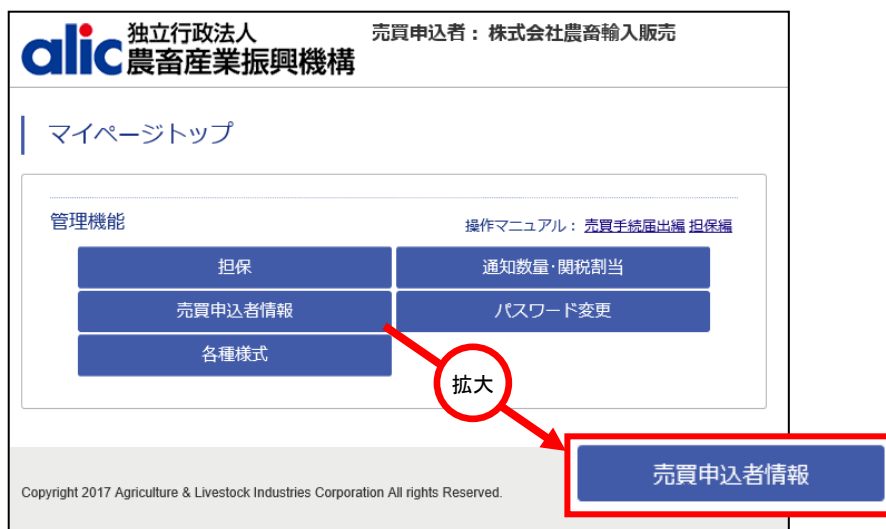 alic 独立行政法人
農畜産業振興機構
売買申込者：株式会社農畜輸入販売
マイページトップ
管理機能
操作マニュアル：売買手続届出編 担保編
担保
通知数量・関税割当
売買申込者情報
パスワード変更
各種様式
拡大
売買申込者情報
Copyright 2017 Agriculture & Livestock Industries Corporation All rights Reserved.